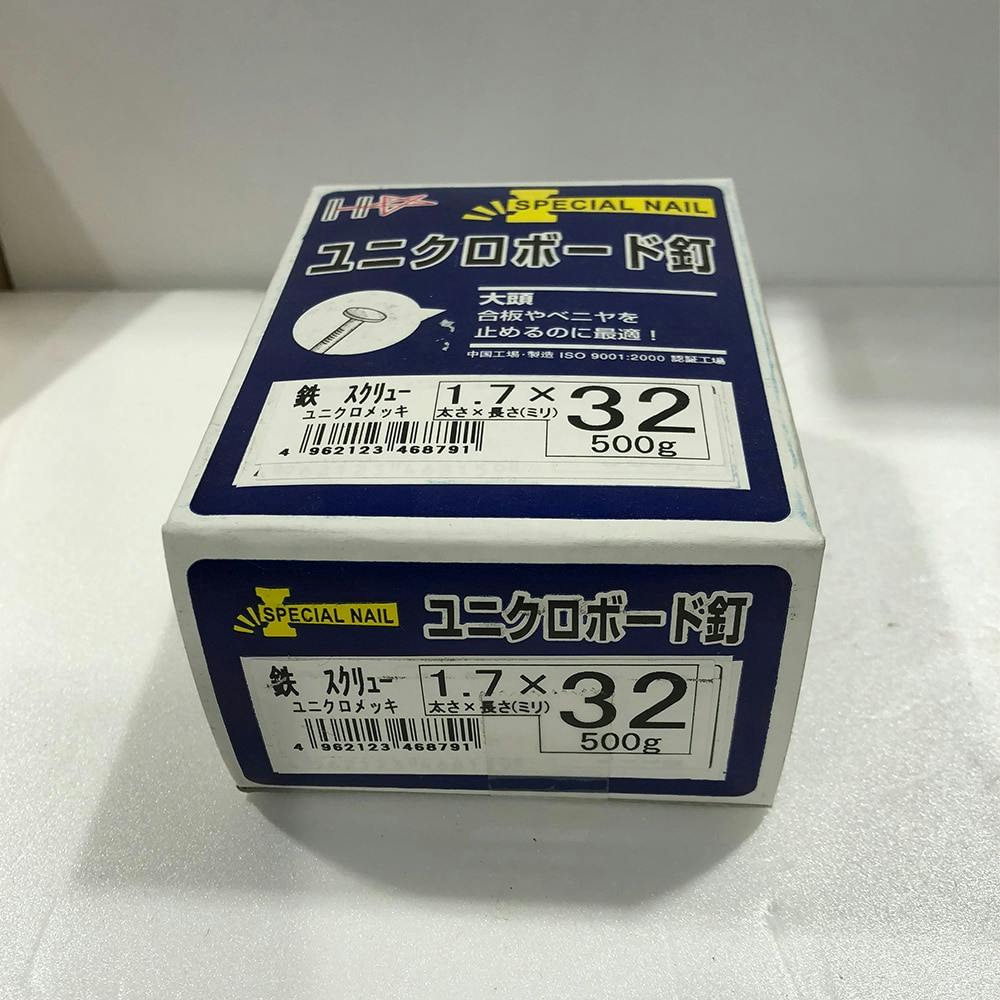 SPECIAL NAIL
ユニクロボード釘
大頭
合板やベニヤを
止めるのに最適！
中国工場・製造 ISO 9001:2000 認証工場
鉄 スクリュー
ユニクロメッキ
1.7×32
太さ×長さ(ミリ)
500g
4 962123 468791
SPECIAL NAIL
ユニクロボード釘
鉄 スクリュー
ユニクロメッキ
1.7×32
太さ×長さ(ミリ)
500g
4 962123 468791